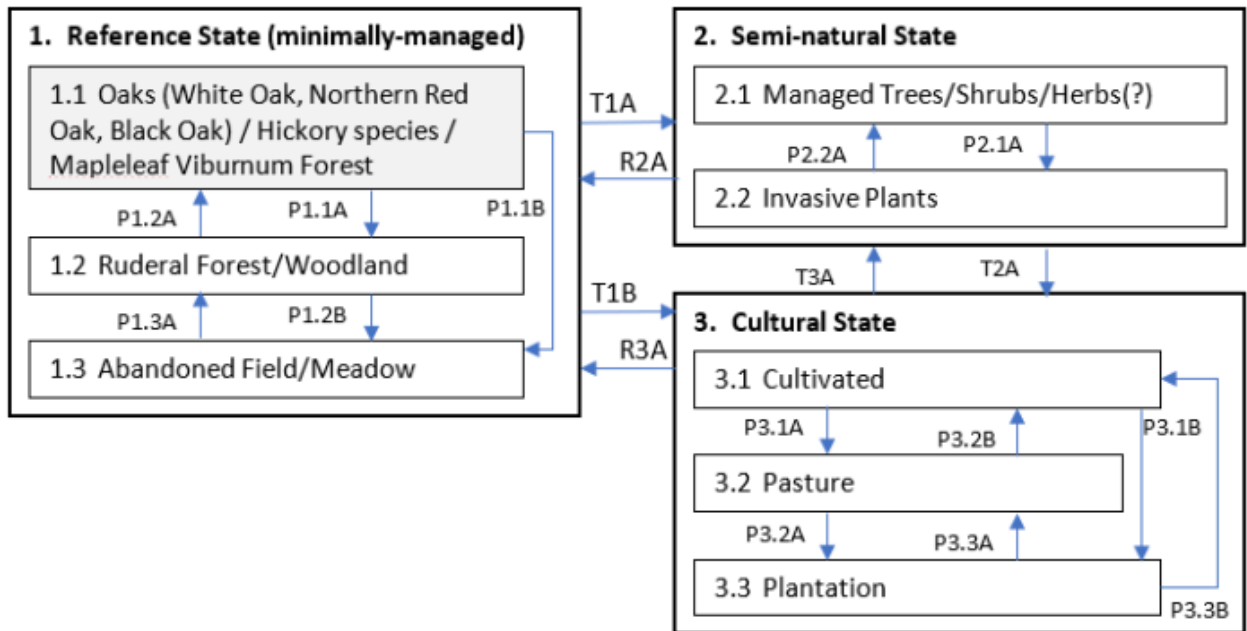 1. Reference State (minimally-managed)
1.1 Oaks (White Oak, Northern Red
Oak, Black Oak) / Hickory species /
Mapleleaf Viburnum Forest
P1.2A
P1.1A
P1.1B
1.2 Ruderal Forest/Woodland
P1.3A
P1.2B
1.3 Abandoned Field/Meadow
T1A
R2A
T1B
R3A
2. Semi-natural State
2.1 Managed Trees/Shrubs/Herbs(?)
P2.2A
P2.1A
2.2 Invasive Plants
T3A
T2A
3. Cultural State
3.1 Cultivated
P3.1A
P3.2B
P3.1B
3.2 Pasture
P3.2A
P3.3A
3.3 Plantation
P3.3B